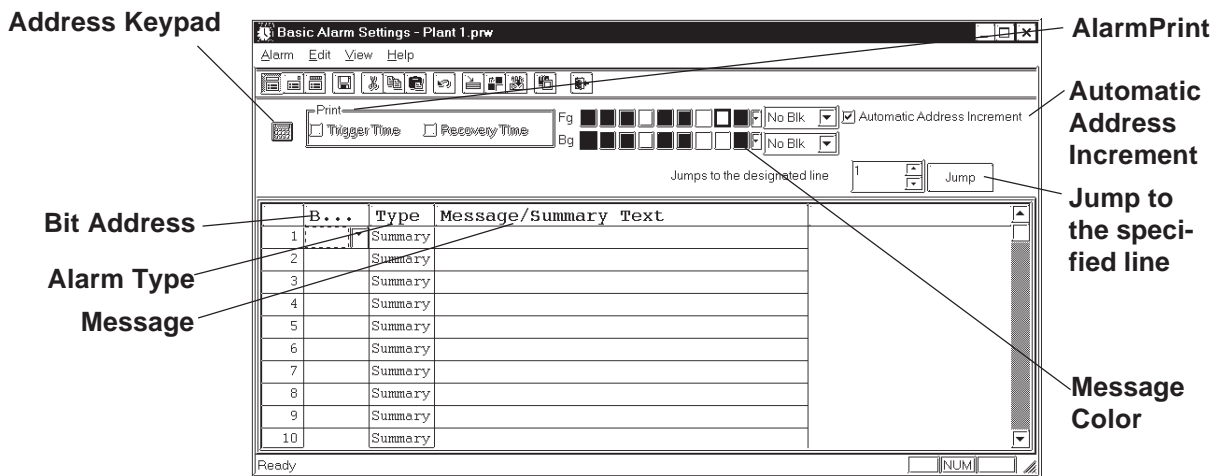 Address Keypad
Basic Alarm Settings - Plant 1.prw
AlarmPrint
Alarm Edit View Help
Print
Trigger Time
Recovery Time
Fg
No Blk
Automatic Address Increment
Bg
No Blk
Automatic
Address
Increment
Jumps to the designated line
1
Jump
Jump to
the speci-
fied line
Bit Address
Alarm Type
Message
B... Type Message/Summary Text
1 Summary
2 Summary
3 Summary
4 Summary
5 Summary
6 Summary
7 Summary
8 Summary
9 Summary
10 Summary
Message
Color
Ready
NUM